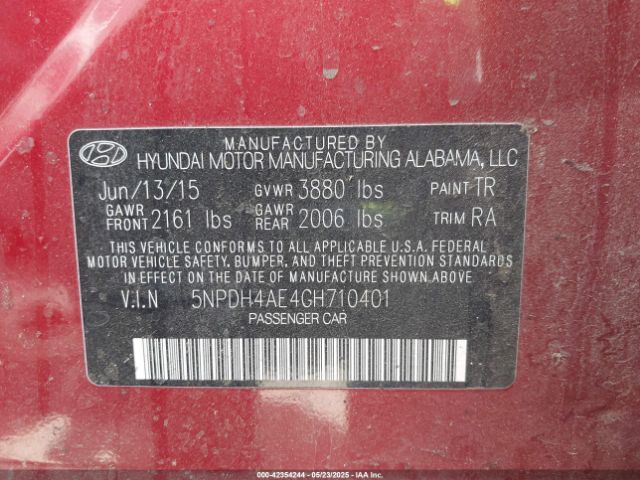 MANUFACTURED BY
HYUNDAI MOTOR MANUFACTURING ALABAMA, LLC
Jun/13/15 GVWR 3880 lbs PAINT TR
GAWR FRONT 2161 lbs GAWR REAR 2006 lbs TRIM RA
THIS VEHICLE CONFORMS TO ALL APPLICABLE U.S.A. FEDERAL
MOTOR VEHICLE SAFETY, BUMPER, AND THEFT PREVENTION STANDARDS
IN EFFECT ON THE DATE OF MANUFACTURE SHOWN ABOVE.
V.I.N 5NPDH4AE4GH710401
PASSENGER CAR
000-42354244 - 05/23/2025 - IAAI.COM